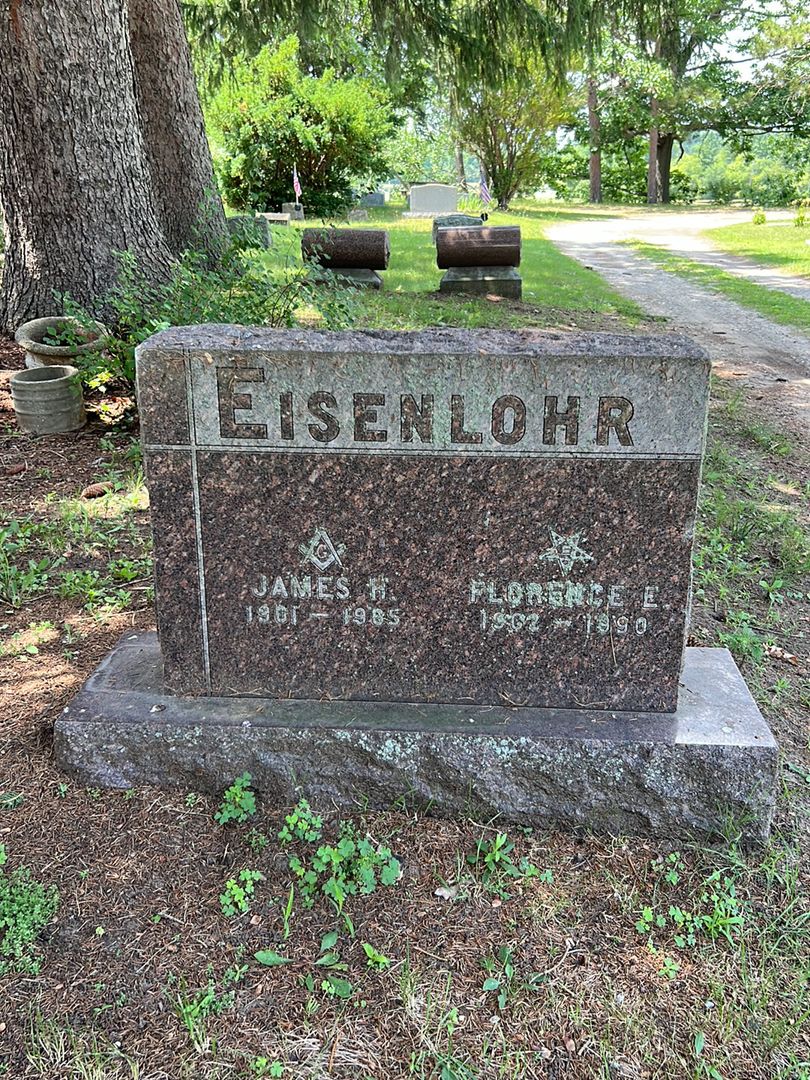 EISENLOHR
G
JAMES H.
1901 – 1985
FLORENCE E.
1902 – 1990